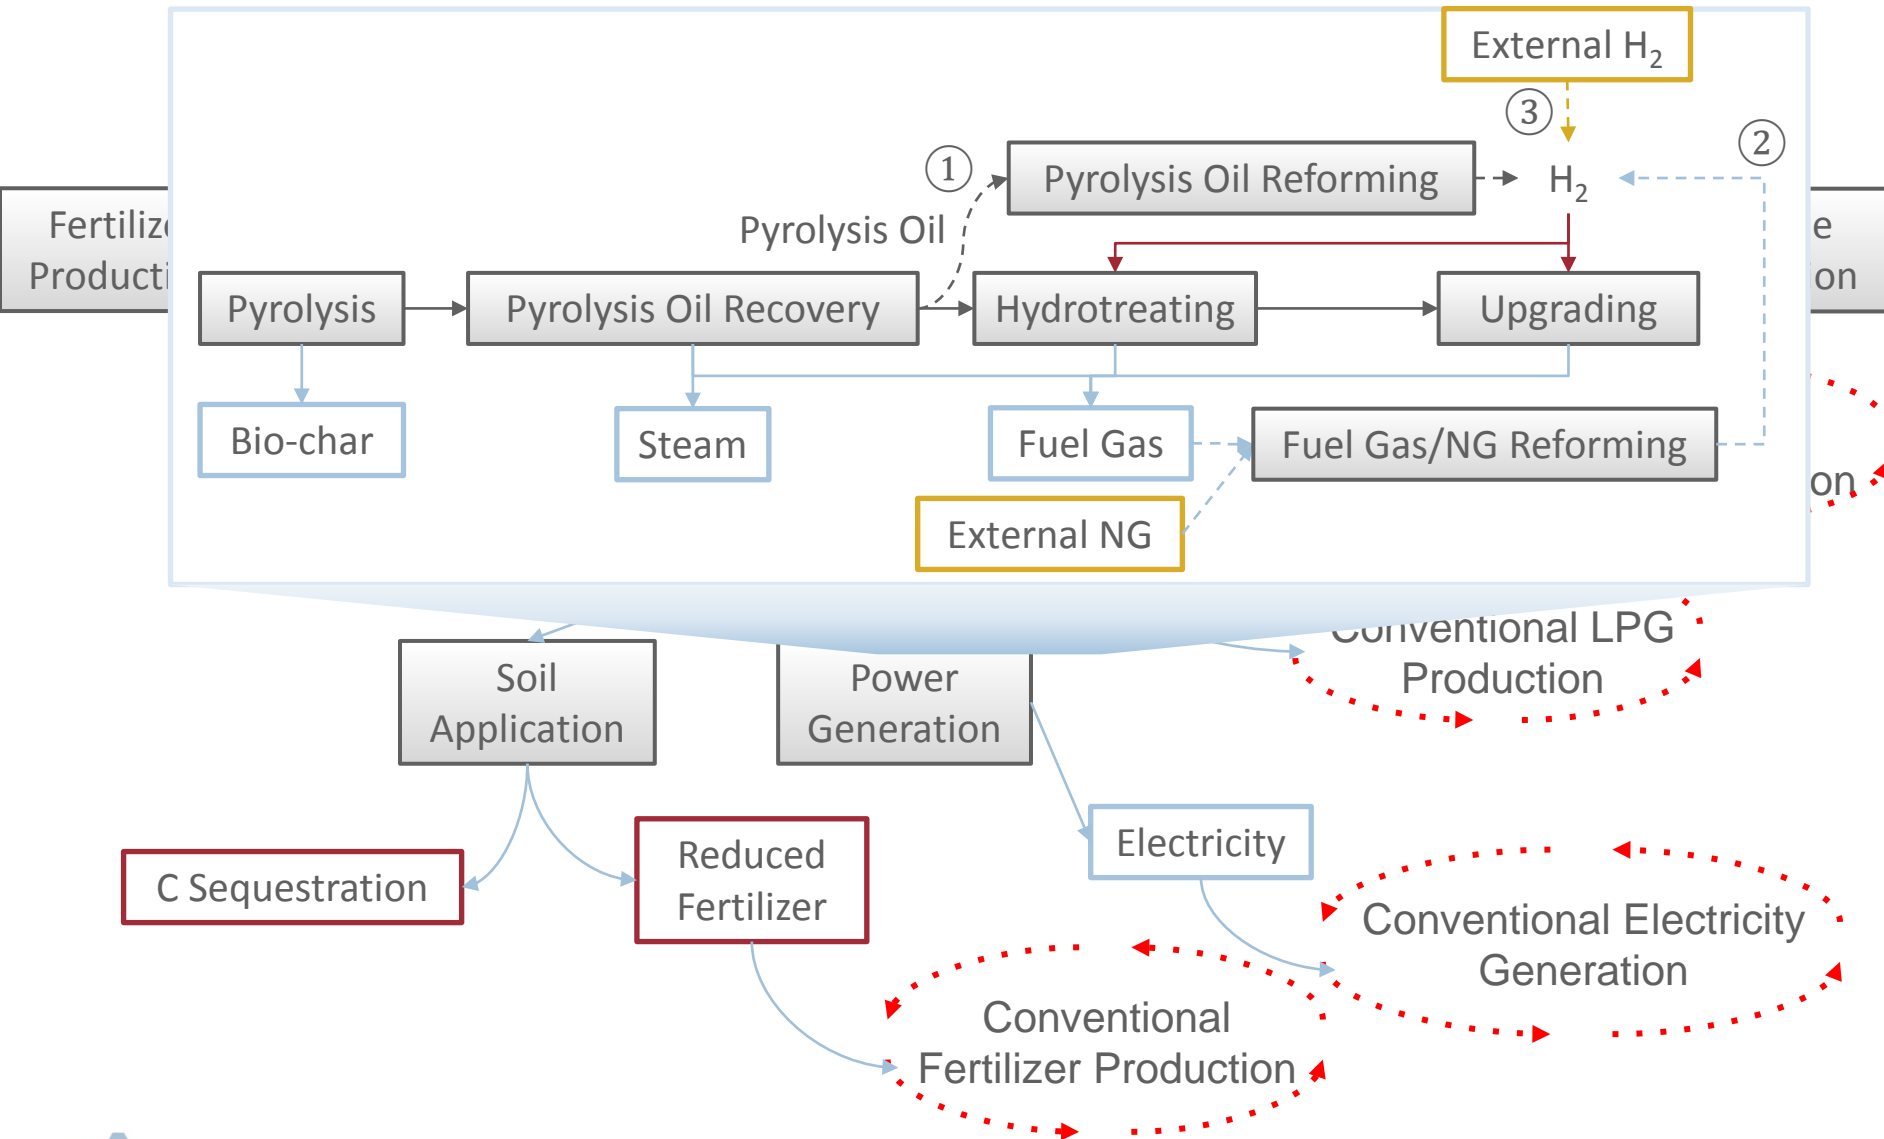 External H₂
③
②
①
Pyrolysis Oil Reforming
H₂
Pyrolysis Oil
Pyrolysis
Pyrolysis Oil Recovery
Hydrotreating
Upgrading
Bio-char
Steam
Fuel Gas
Fuel Gas/NG Reforming
External NG
Conventional LPG
Production
Soil
Application
Power
Generation
C Sequestration
Reduced
Fertilizer
Electricity
Conventional Electricity
Generation
Conventional
Fertilizer Production